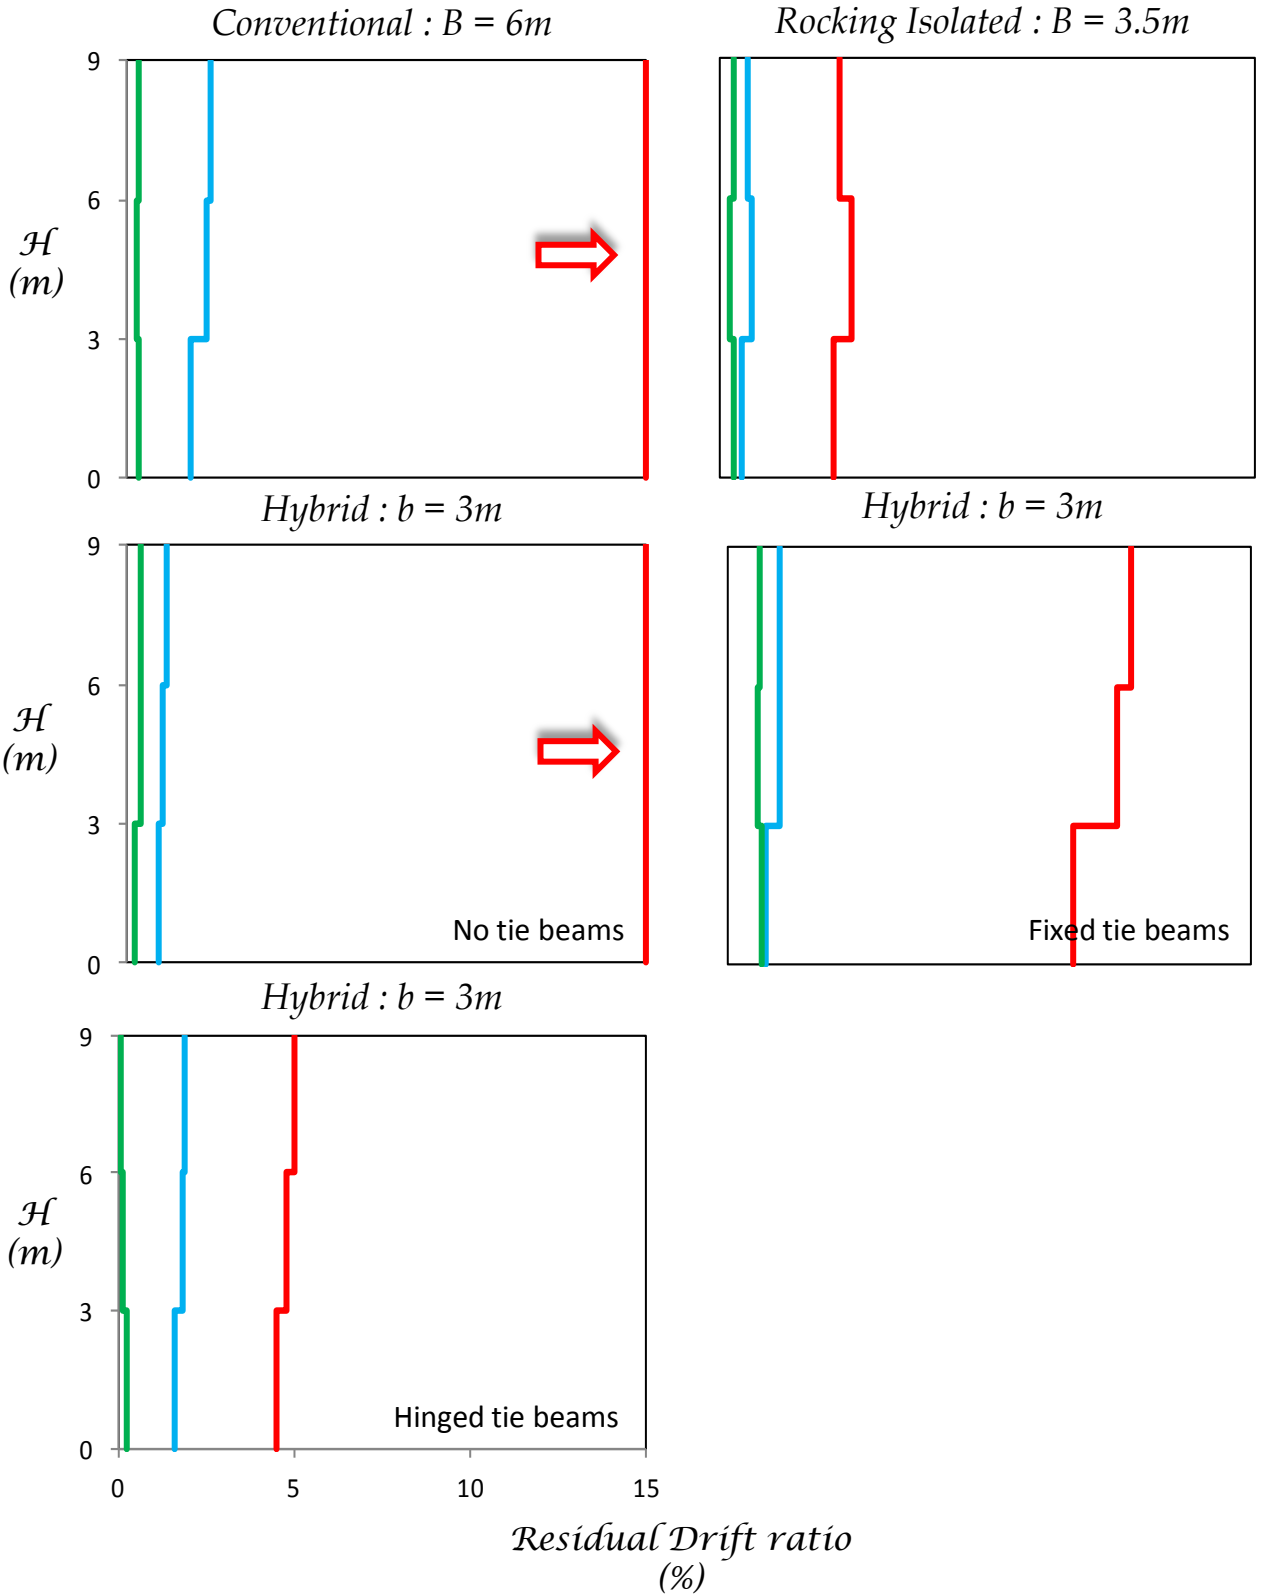 Conventional : B = 6m
Rocking Isolated : B = 3.5m
9
6
3
0
H
(m)
Hybrid : b = 3m
Hybrid : b = 3m
9
6
3
0
H
(m)
No tie beams
Fixed tie beams
Hybrid : b = 3m
9
6
3
0
H
(m)
Hinged tie beams
0 5 10 15
Residual Drift ratio
(%)